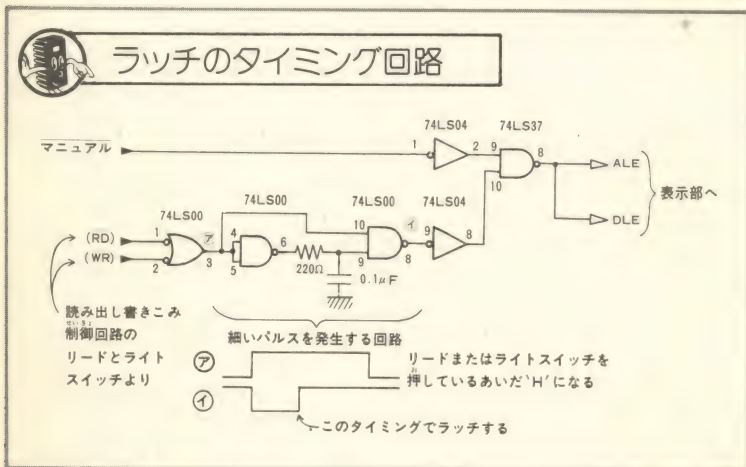 ラッチのタイミング回路
74LS04
74LS37
マニュアル
1
2
9
8
10
ALE
DLE
表示部へ
74LS00
74LS00
74LS00
74LS04
(RD)
(WR)
1
2
ア
3
4
5
6
220Ω
0.1μF
10
9
イ
8
9
8
読み出し書きこみ
せいぎょ
制御回路の
リードとライト
スイッチより
細いパルスを発生する回路
ア
イ
リードまたはライトスイッチを
お
押しているあいだ‘H’になる
このタイミングでラッチする